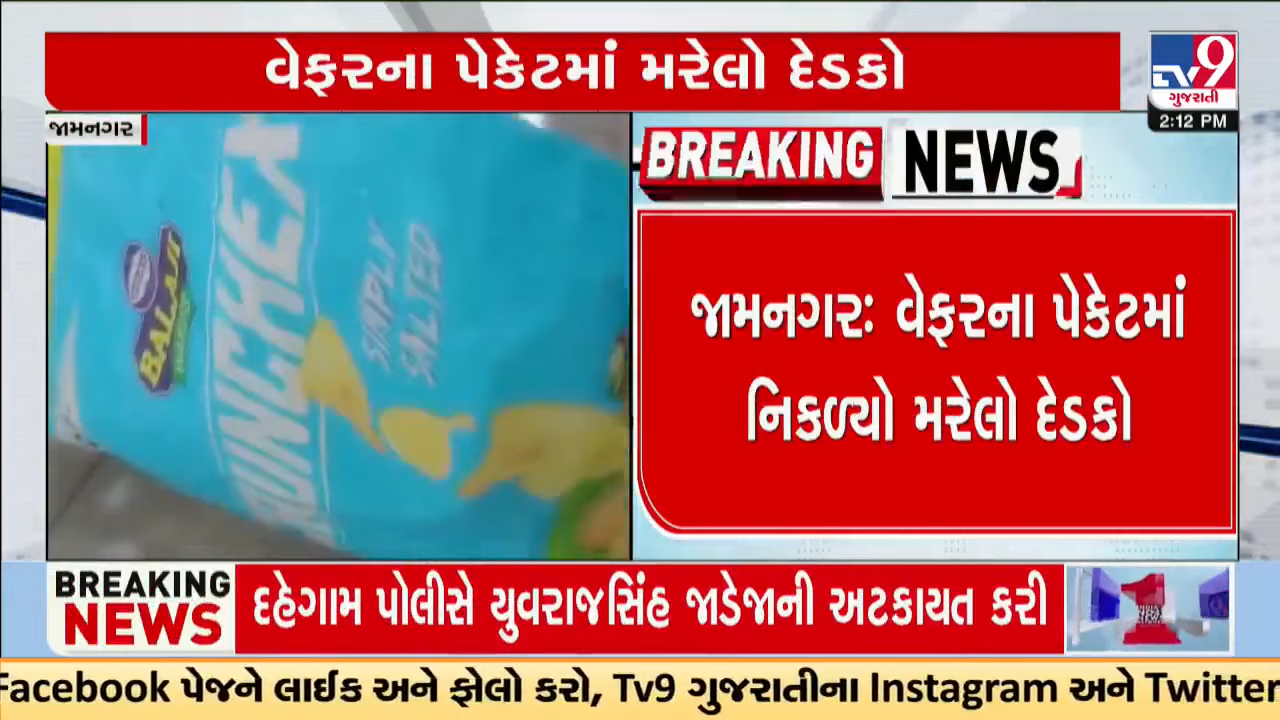 વેફરના પેકેટમાં મરેલો દેડકો
TV9
ગુજરાતી
2:12 PM
જામનગર
BREAKING NEWS
BALAJI
CRUNCHEX
SIMPLY
SALTED
જામનગરઃ વેફરના પેકેટમાં
નિકળ્યો મરેલો દેડકો
BREAKING
NEWS
દહેગામ પોલીસે યુવરાજસિંહ જાડેજાની અટકાયત કરી
Facebook પેજને લાઈક અને ફોલો કરો, Tv9 ગુજરાતીના Instagram અને Twitter